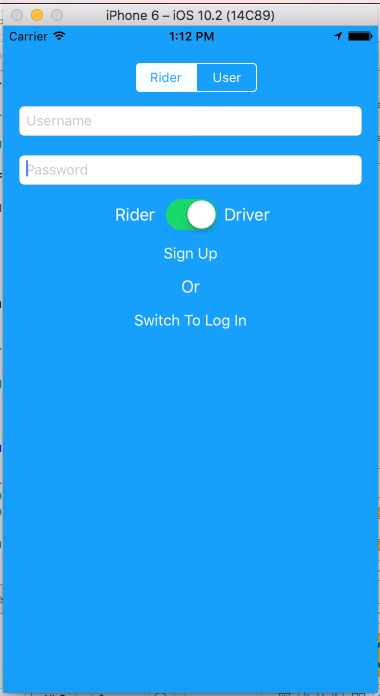 iPhone 6 – iOS 10.2 (14C89)
Carrier 1:12 PM
Rider User
Username
Password
Rider Driver
Sign Up
Or
Switch To Log In